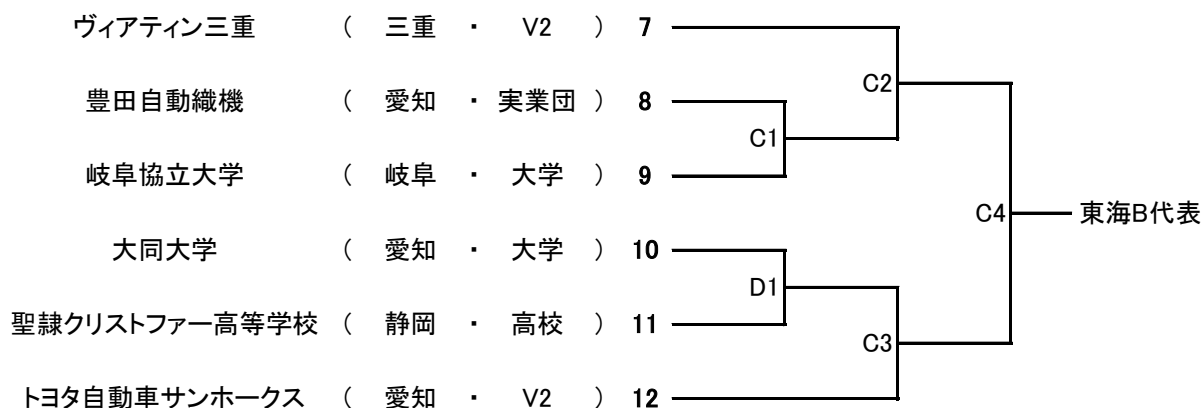 ヴィアティン三重 ( 三重 ・ V2 ) 7
C2
豊田自動織機 ( 愛知 ・ 実業団 ) 8
C1
岐阜協立大学 ( 岐阜 ・ 大学 ) 9
C4 東海B代表
大同大学 ( 愛知 ・ 大学 ) 10
D1
聖隷クリストファー高等学校 ( 静岡 ・ 高校 ) 11
C3
トヨタ自動車サンホークス ( 愛知 ・ V2 ) 12